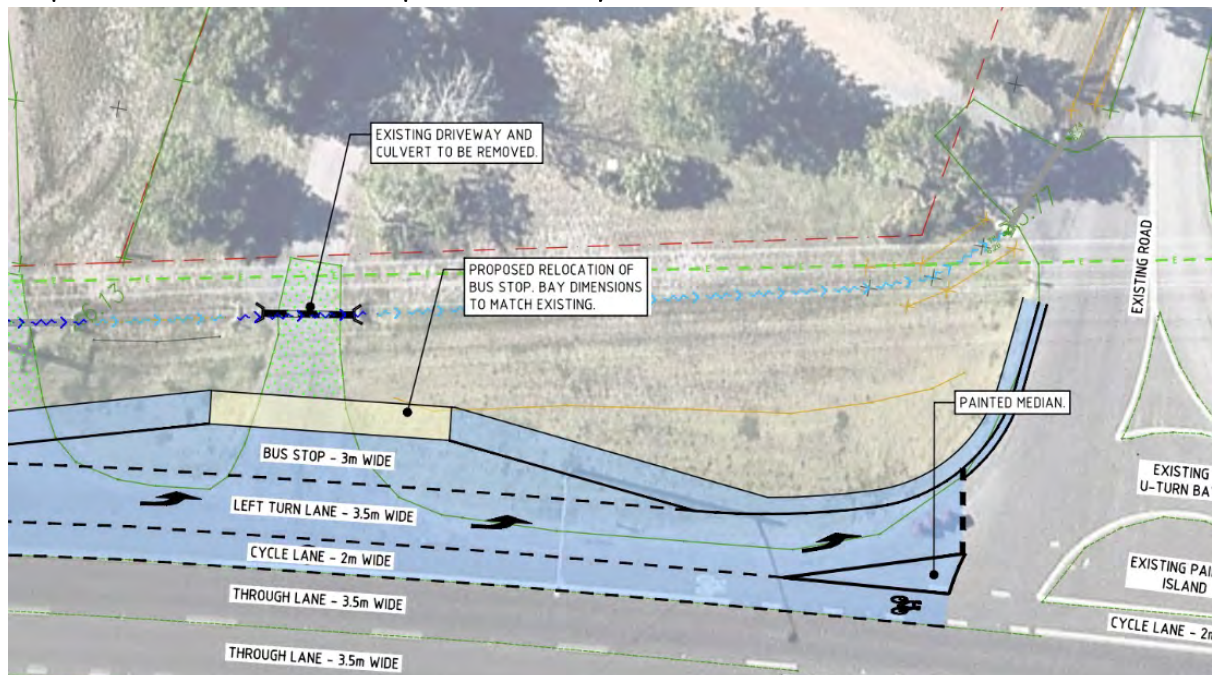 EXISTING DRIVEWAY AND
CULVERT TO BE REMOVED.
PROPOSED RELOCATION OF
BUS STOP. BAY DIMENSIONS
TO MATCH EXISTING.
EXISTING ROAD
PAINTED MEDIAN.
BUS STOP - 3m WIDE
LEFT TURN LANE - 3.5m WIDE
CYCLE LANE - 2m WIDE
THROUGH LANE - 3.5m WIDE
THROUGH LANE - 3.5m WIDE
EXISTING
U-TURN BA
EXISTING PAI
ISLAND
CYCLE LANE - 2m
E
E
E
E
E